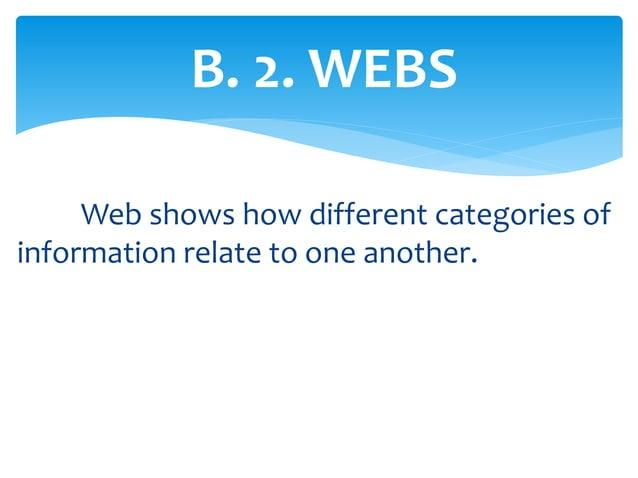 B. 2. WEBS
Web shows how different categories of
information relate to one another.